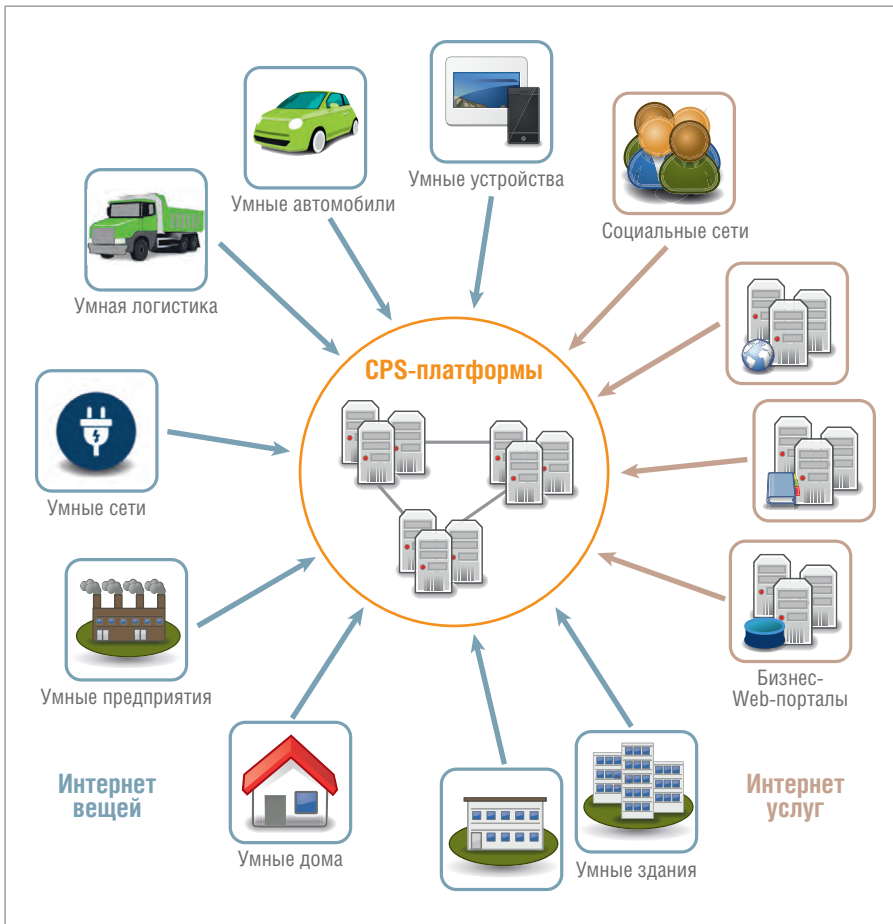 Умные устройства
Умные автомобили
Социальные сети
Умная логистика
CPS-платформы
Умные сети
Умные предприятия
Бизнес-
Web-порталы
Интернет
вещей
Интернет
услуг
Умные дома
Умные здания